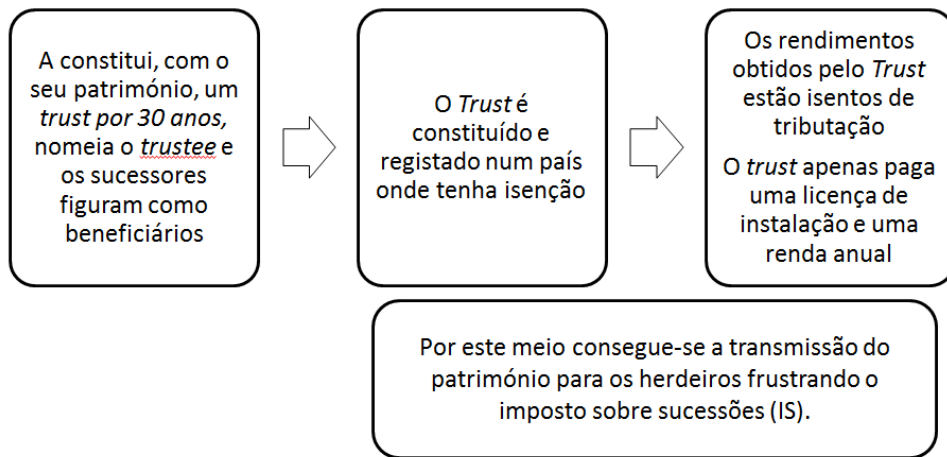 A constitui, com o
seu património, um
trust por 30 anos,
nomeia o trustee e
os sucessores
figuram como
beneficiários
O Trust é
constituído e
registado num país
onde tenha isenção
Os rendimentos
obtidos pelo Trust
estão isentos de
tributação
O trust apenas paga
uma licença de
instalação e uma
renda anual
Por este meio consegue-se a transmissão do
património para os herdeiros frustrando o
imposto sobre sucessões (IS).